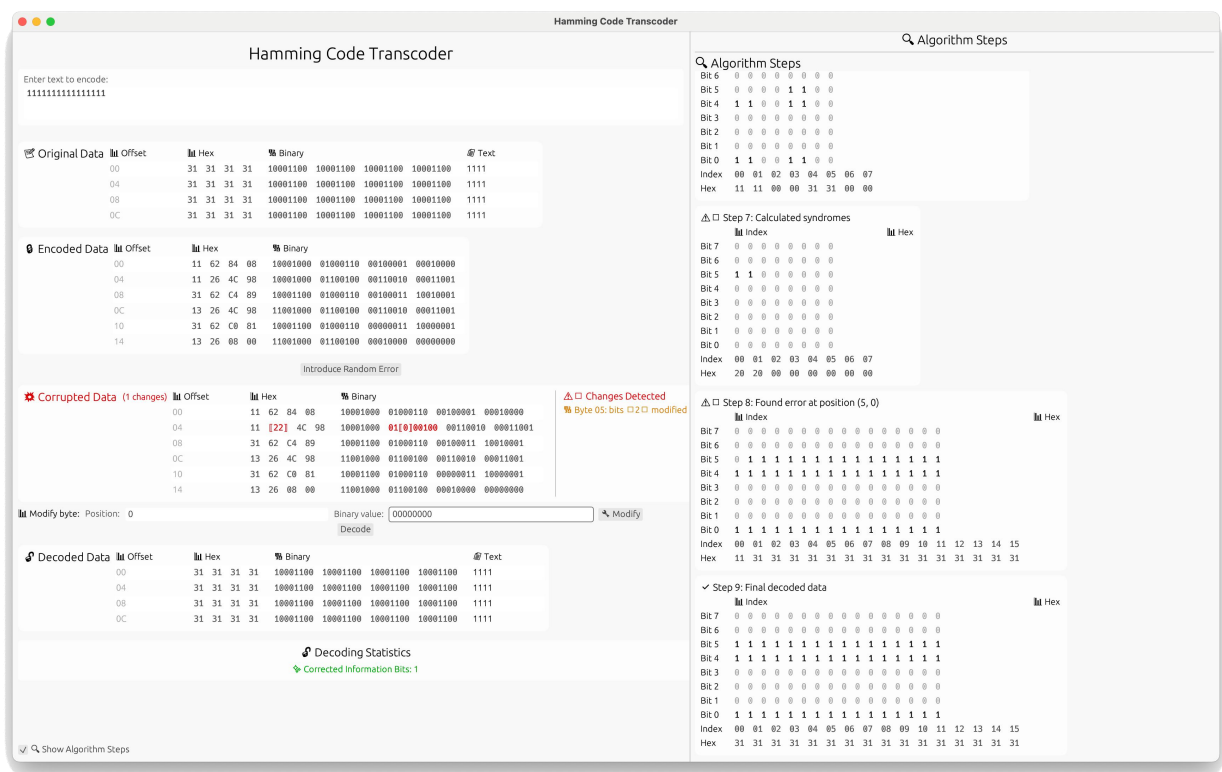 Hamming Code Transcoder
Hamming Code Transcoder
Enter text to encode:
1111111111111111
Original Data Offset Hex Binary Text
00 31 31 31 31 10001100 10001100 10001100 10001100 1111
04 31 31 31 31 10001100 10001100 10001100 10001100 1111
08 31 31 31 31 10001100 10001100 10001100 10001100 1111
0C 31 31 31 31 10001100 10001100 10001100 10001100 1111
Encoded Data Offset Hex Binary
00 11 62 84 08 10001000 01000110 00100001 00010000
04 11 26 4C 98 10001000 01100100 00110010 00011001
08 31 62 C4 89 10001100 01000110 00100011 10010001
0C 13 26 4C 98 11001000 01100100 00110010 00011001
10 31 62 C0 81 10001100 01000110 00000011 10000001
14 13 26 08 00 11001000 01100100 00010000 00000000
Introduce Random Error
Corrupted Data (1 changes) Offset Hex Binary
00 11 62 84 08 10001000 01000110 00100001 00010000
04 11 [22] 4C 98 10001000 01[0]00100 00110010 00011001
08 31 62 C4 89 10001100 01000110 00100011 10010001
0C 13 26 4C 98 11001000 01100100 00110010 00011001
10 31 62 C0 81 10001100 01000110 00000011 10000001
14 13 26 08 00 11001000 01100100 00010000 00000000
Changes Detected
Byte 05: bits □2□ modified
Modify byte: Position: 0 Binary value: 00000000 Modify
Decode
Decoded Data Offset Hex Binary Text
00 31 31 31 31 10001100 10001100 10001100 10001100 1111
04 31 31 31 31 10001100 10001100 10001100 10001100 1111
08 31 31 31 31 10001100 10001100 10001100 10001100 1111
0C 31 31 31 31 10001100 10001100 10001100 10001100 1111
Decoding Statistics
Corrected Information Bits: 1
Show Algorithm Steps
Algorithm Steps
Algorithm Steps
Bit 6 0 0 0 0 0 0 0 0
Bit 5 0 0 0 0 1 1 0 0
Bit 4 1 1 0 0 1 1 0 0
Bit 3 0 0 0 0 0 0 0 0
Bit 2 0 0 0 0 0 0 0 0
Bit 1 0 0 0 0 0 0 0 0
Bit 0 1 1 0 0 1 1 0 0
Index 00 01 02 03 04 05 06 07
Hex 11 11 00 00 31 31 00 00
Step 7: Calculated syndromes
Index Hex
Bit 7 0 0 0 0 0 0 0 0
Bit 6 0 0 0 0 0 0 0 0
Bit 5 1 1 0 0 0 0 0 0
Bit 4 0 0 0 0 0 0 0 0
Bit 3 0 0 0 0 0 0 0 0
Bit 2 0 0 0 0 0 0 0 0
Bit 1 0 0 0 0 0 0 0 0
Bit 0 0 0 0 0 0 0 0 0
Index 00 01 02 03 04 05 06 07
Hex 20 20 00 00 00 00 00 00
Step 8: Found error at position (5, 0)
Index Hex
Bit 7 0 0 0 0 0 0 0 0 0 0 0 0 0 0 0 0
Bit 6 0 0 0 0 0 0 0 0 0 0 0 0 0 0 0 0
Bit 5 0 1 1 1 1 1 1 1 1 1 1 1 1 1 1 1
Bit 4 1 1 1 1 1 1 1 1 1 1 1 1 1 1 1 1
Bit 3 0 0 0 0 0 0 0 0 0 0 0 0 0 0 0 0
Bit 2 0 0 0 0 0 0 0 0 0 0 0 0 0 0 0 0
Bit 1 0 0 0 0 0 0 0 0 0 0 0 0 0 0 0 0
Bit 0 1 1 1 1 1 1 1 1 1 1 1 1 1 1 1 1
Index 00 01 02 03 04 05 06 07 08 09 10 11 12 13 14 15
Hex 11 31 31 31 31 31 31 31 31 31 31 31 31 31 31 31
Step 9: Final decoded data
Index Hex
Bit 7 0 0 0 0 0 0 0 0 0 0 0 0 0 0 0 0
Bit 6 0 0 0 0 0 0 0 0 0 0 0 0 0 0 0 0
Bit 5 1 1 1 1 1 1 1 1 1 1 1 1 1 1 1 1
Bit 4 1 1 1 1 1 1 1 1 1 1 1 1 1 1 1 1
Bit 3 0 0 0 0 0 0 0 0 0 0 0 0 0 0 0 0
Bit 2 0 0 0 0 0 0 0 0 0 0 0 0 0 0 0 0
Bit 1 0 0 0 0 0 0 0 0 0 0 0 0 0 0 0 0
Bit 0 1 1 1 1 1 1 1 1 1 1 1 1 1 1 1 1
Index 00 01 02 03 04 05 06 07 08 09 10 11 12 13 14 15
Hex 31 31 31 31 31 31 31 31 31 31 31 31 31 31 31 31